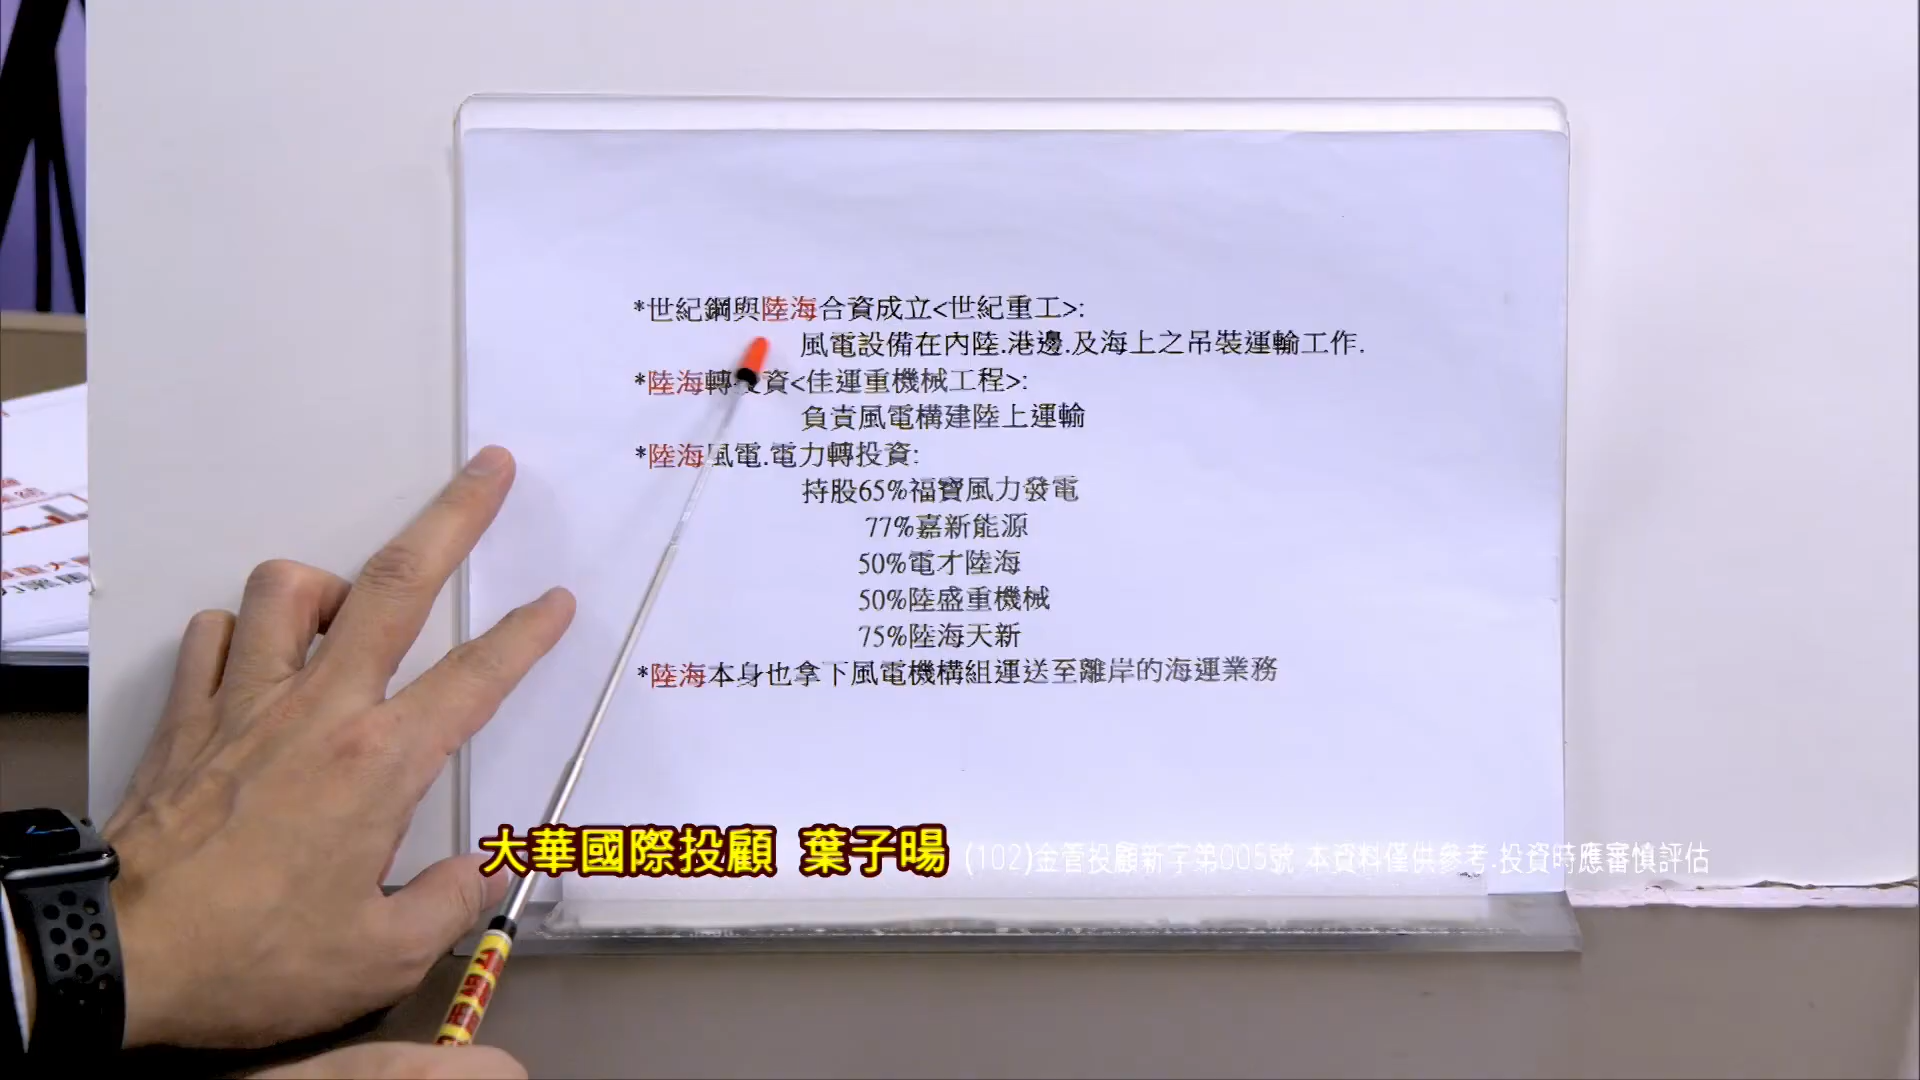 *世紀鋼與陸海合資成立<世紀重工>:
風電設備在內陸.港邊.及海上之吊裝運輸工作.
*陸海轉投資<佳運重機械工程>:
負責風電構建陸上運輸
*陸海風電.電力轉投資:
持股65%福寶風力發電
77%嘉新能源
50%電才陸海
50%陸盛重機械
75%陸海天新
*陸海本身也拿下風電機構組運送至離岸的海運業務
大華國際投顧 葉子暘 (102)金管投顧新字第005號 本資料僅供參考.投資時應審慎評估